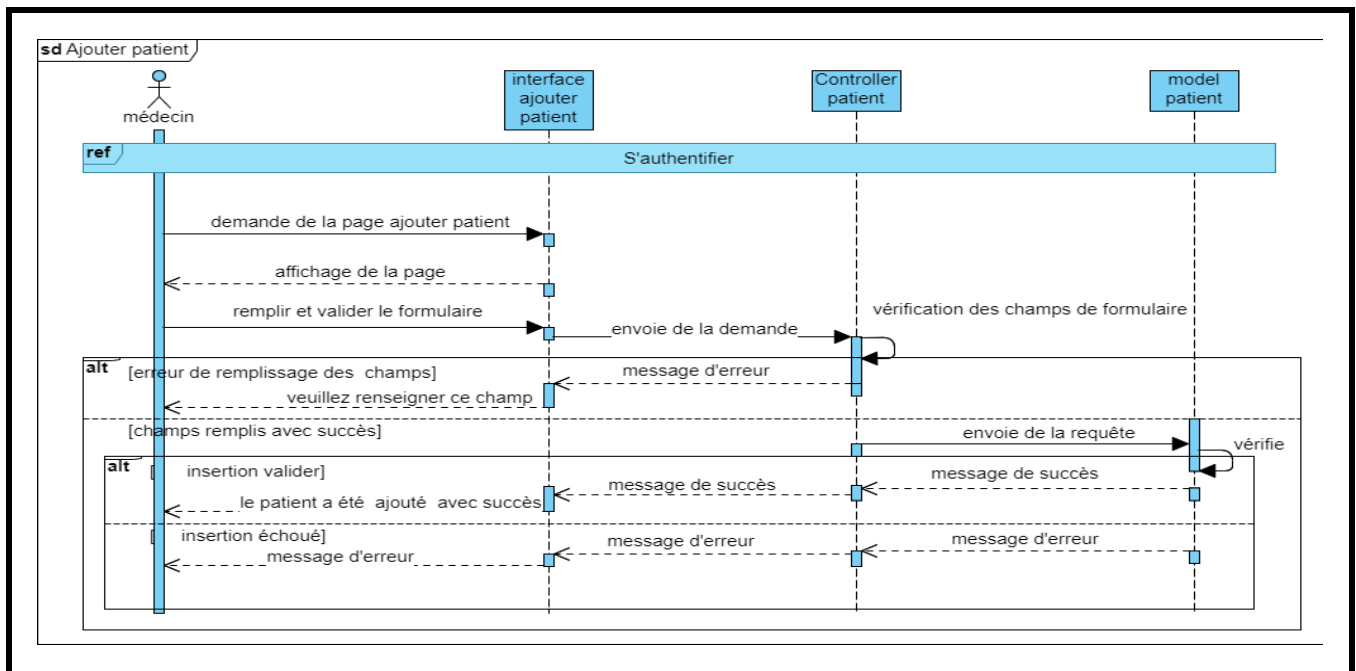 sd Ajouter patient
médecin
interface
ajouter
patient
Controller
patient
model
patient
ref
S'authentifier
demande de la page ajouter patient
affichage de la page
remplir et valider le formulaire
envoie de la demande
vérification des champs de formulaire
alt
[erreur de remplissage des champs]
message d'erreur
veuillez renseigner ce champ
[champs remplis avec succès]
envoie de la requête
vérifie
alt
[ insertion valider]
message de succès
message de succès
le patient a été ajouté avec succès
[ insertion échoué]
message d'erreur
message d'erreur
message d'erreur